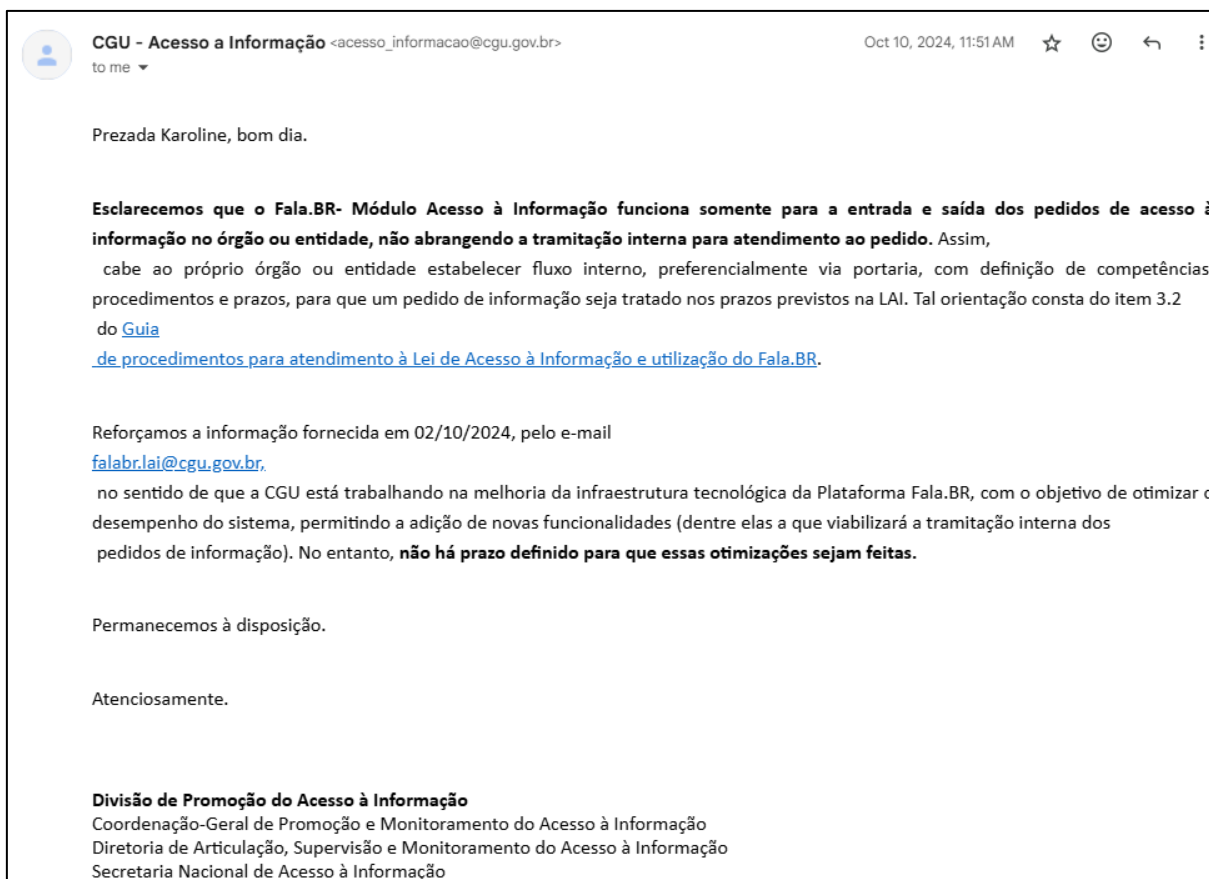 CGU - Acesso a Informação <acesso_informacao@cgu.gov.br>
Oct 10, 2024, 11:51 AM
to me
Prezada Karoline, bom dia.
Esclarecemos que o Fala.BR- Módulo Acesso à Informação funciona somente para a entrada e saída dos pedidos de acesso à
informação no órgão ou entidade, não abrangendo a tramitação interna para atendimento ao pedido. Assim,
cabe ao próprio órgão ou entidade estabelecer fluxo interno, preferencialmente via portaria, com definição de competências
procedimentos e prazos, para que um pedido de informação seja tratado nos prazos previstos na LAI. Tal orientação consta do item 3.2
do Guia
de procedimentos para atendimento à Lei de Acesso à Informação e utilização do Fala.BR.
Reforçamos a informação fornecida em 02/10/2024, pelo e-mail
falabr.lai@cgu.gov.br,
no sentido de que a CGU está trabalhando na melhoria da infraestrutura tecnológica da Plataforma Fala.BR, com o objetivo de otimizar o
desempenho do sistema, permitindo a adição de novas funcionalidades (dentre elas a que viabilizará a tramitação interna dos
pedidos de informação). No entanto, não há prazo definido para que essas otimizações sejam feitas.
Permanecemos à disposição.
Atenciosamente.
Divisão de Promoção do Acesso à Informação
Coordenação-Geral de Promoção e Monitoramento do Acesso à Informação
Diretoria de Articulação, Supervisão e Monitoramento do Acesso à Informação
Secretaria Nacional de Acesso à Informação